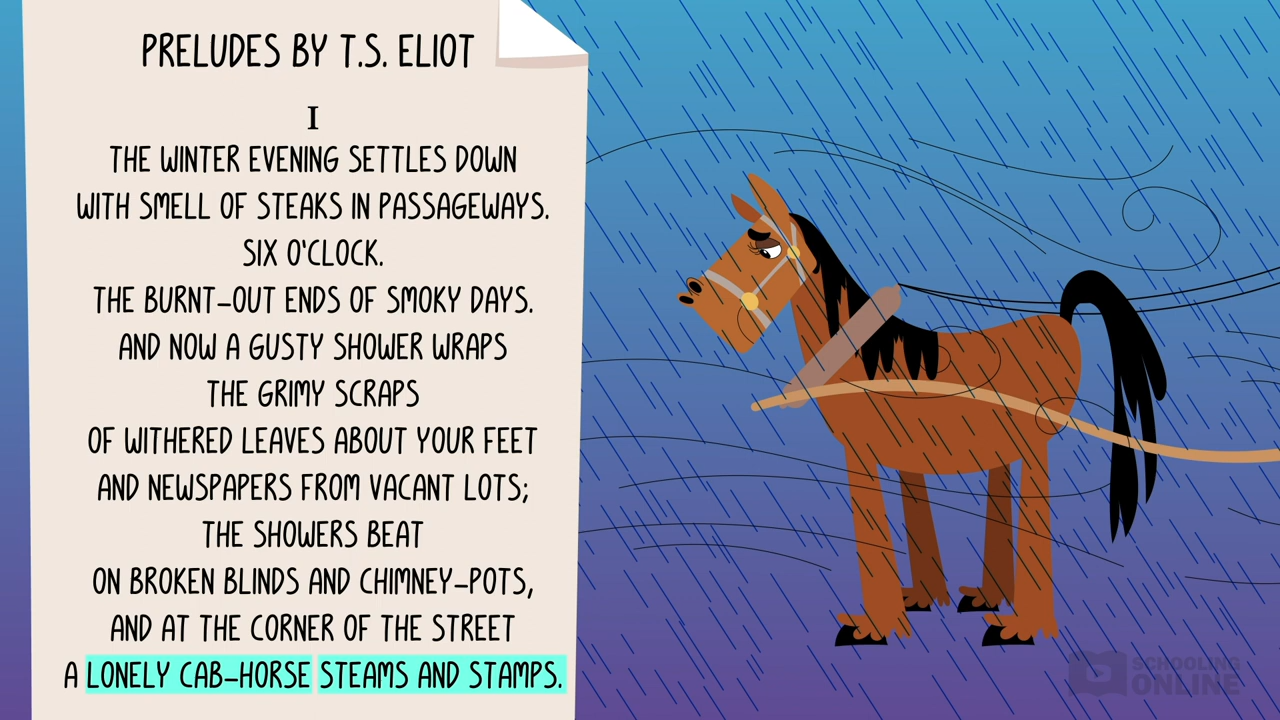 PRELUDES BY T.S. ELIOT
I
THE WINTER EVENING SETTLES DOWN
WITH SMELL OF STEAKS IN PASSAGEWAYS.
SIX O'CLOCK.
THE BURNT-OUT ENDS OF SMOKY DAYS.
AND NOW A GUSTY SHOWER WRAPS
THE GRIMY SCRAPS
OF WITHERED LEAVES ABOUT YOUR FEET
AND NEWSPAPERS FROM VACANT LOTS;
THE SHOWERS BEAT
ON BROKEN BLINDS AND CHIMNEY-POTS,
AND AT THE CORNER OF THE STREET
A LONELY CAB-HORSE STEAMS AND STAMPS.
SCHOOLING
ONLINE